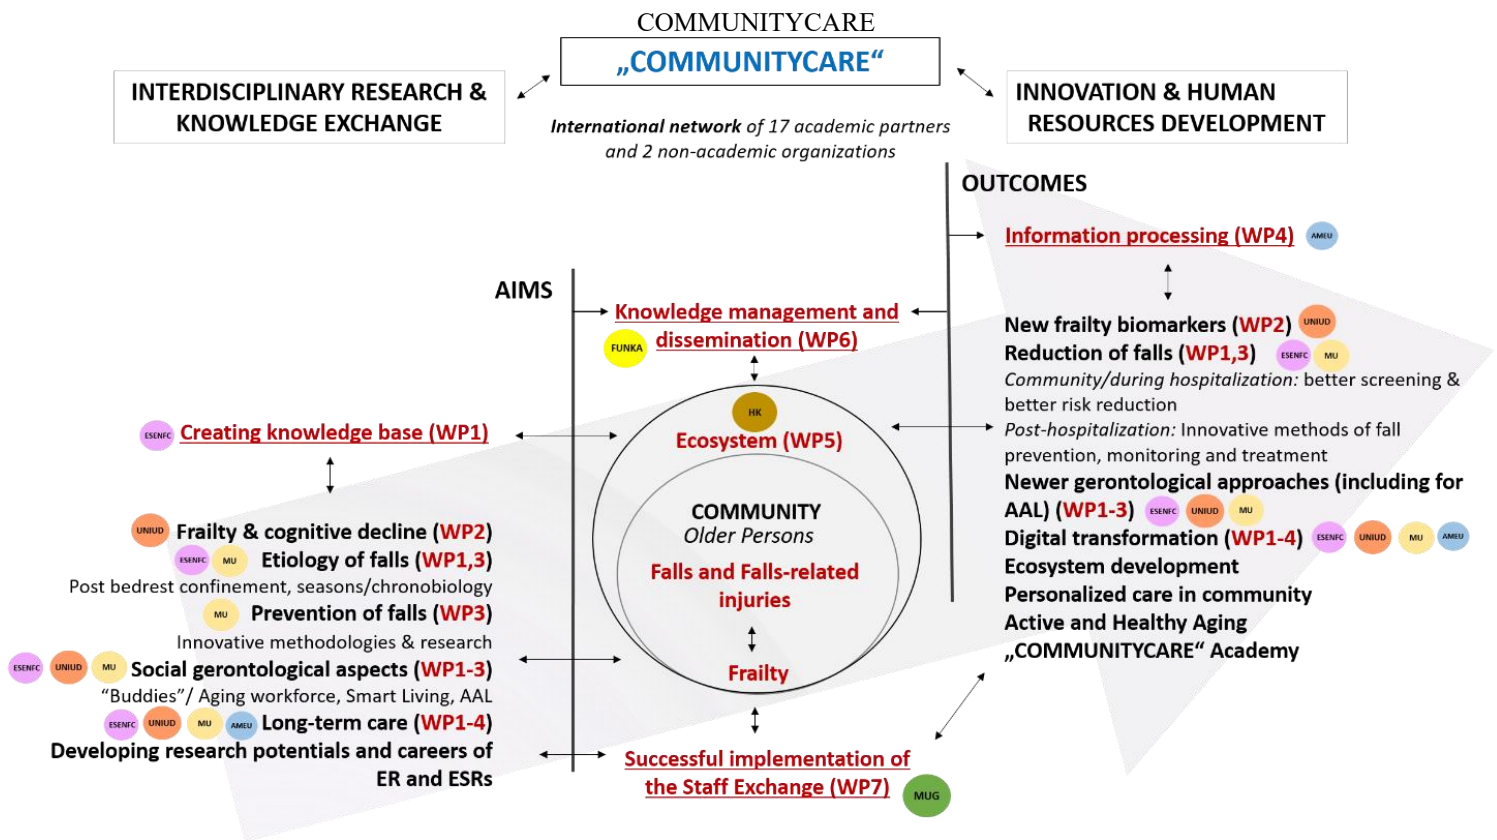 COMMUNITYCARE
„COMMUNITYCARE“
INTERDISCIPLINARY RESEARCH &
KNOWLEDGE EXCHANGE
INNOVATION & HUMAN
RESOURCES DEVELOPMENT
International network of 17 academic partners
and 2 non-academic organizations
AIMS
ESENFC Creating knowledge base (WP1)
UNIUD Frailty & cognitive decline (WP2)
ESENFC MU Etiology of falls (WP1,3)
Post bedrest confinement, seasons/chronobiology
MU Prevention of falls (WP3)
Innovative methodologies & research
ESENFC UNIUD MU Social gerontological aspects (WP1-3)
“Buddies”/ Aging workforce, Smart Living, AAL
ESENFC UNIUD MU AMEU Long-term care (WP1-4)
Developing research potentials and careers of
ER and ESRs
Knowledge management and
FUNKA dissemination (WP6)
HK
Ecosystem (WP5)
COMMUNITY
Older Persons
Falls and Falls-related
injuries
Frailty
Successful implementation of
the Staff Exchange (WP7) MUG
OUTCOMES
Information processing (WP4) AMEU
New frailty biomarkers (WP2) UNIUD
Reduction of falls (WP1,3) ESENFC MU
Community/during hospitalization: better screening &
better risk reduction
Post-hospitalization: Innovative methods of fall
prevention, monitoring and treatment
Newer gerontological approaches (including for
AAL) (WP1-3) ESENFC UNIUD MU
Digital transformation (WP1-4) ESENFC UNIUD MU AMEU
Ecosystem development
Personalized care in community
Active and Healthy Aging
„COMMUNITYCARE“ Academy